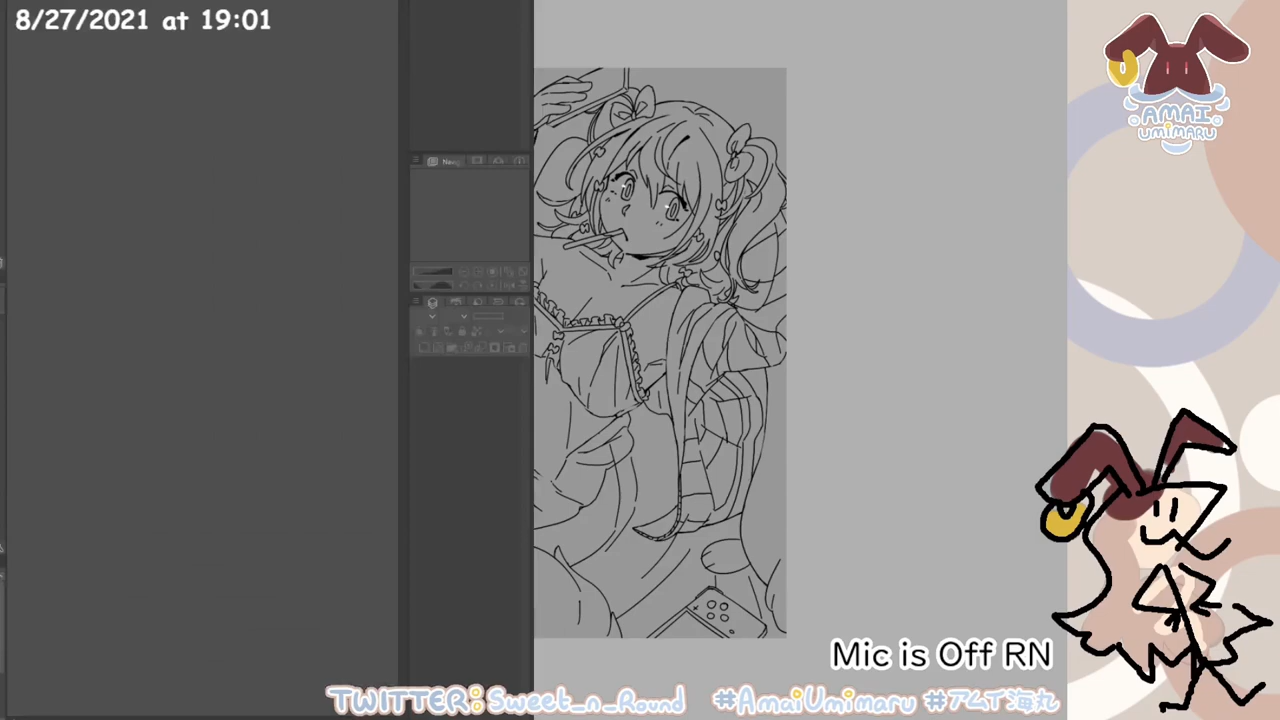 8/27/2021 at 19:01
AMAI
UMIMARU
Mic is Off RN
TWITTER: Sweet_n_Round #AmaiUmimaru #アムイ海丸